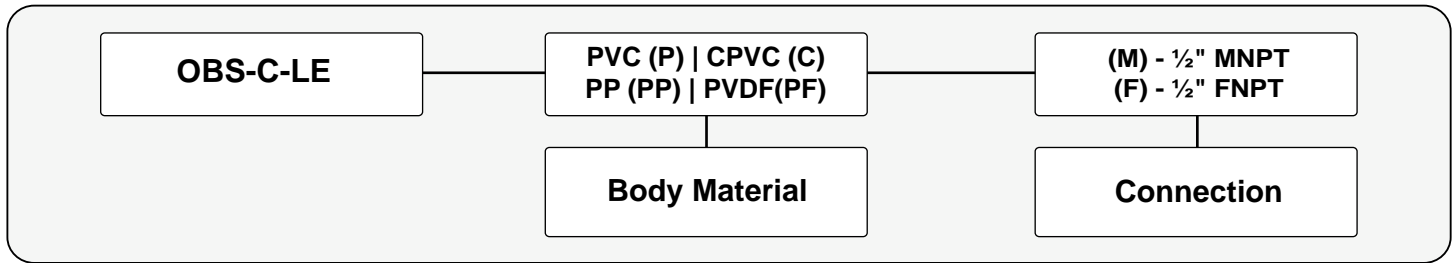 OBS-C-LE
PVC (P) | CPVC (C)
PP (PP) | PVDF(PF)
(M) - ½" MNPT
(F) - ½" FNPT
Body Material
Connection